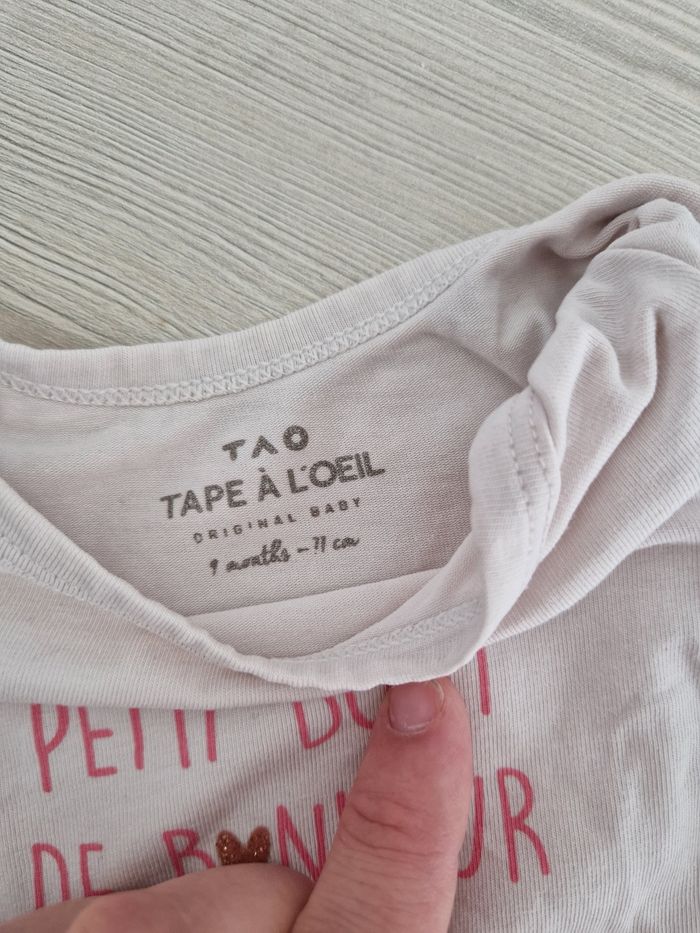 TAO
TAPE À L'OEIL
ORIGINAL BABY
9 months - 71 cm
PETIT
DE